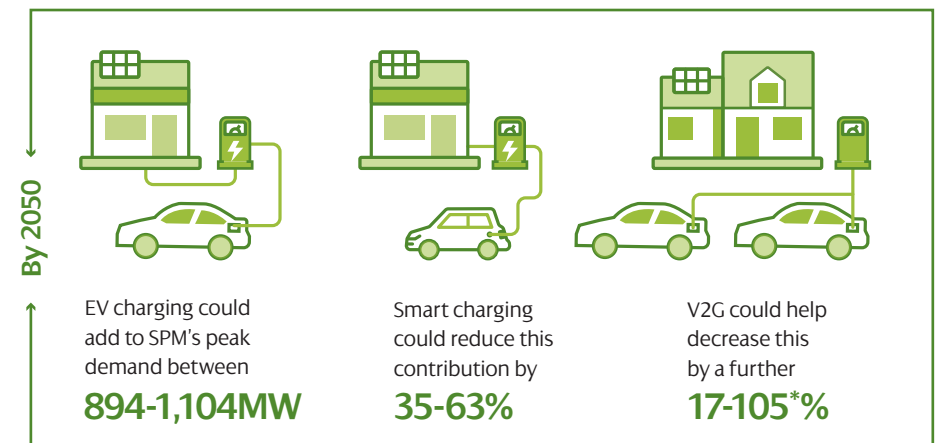 By 2050
EV charging could
add to SPM's peak
demand between
894-1,104MW
Smart charging
could reduce this
contribution by
35-63%
V2G could help
decrease this
by a further
17-105*%